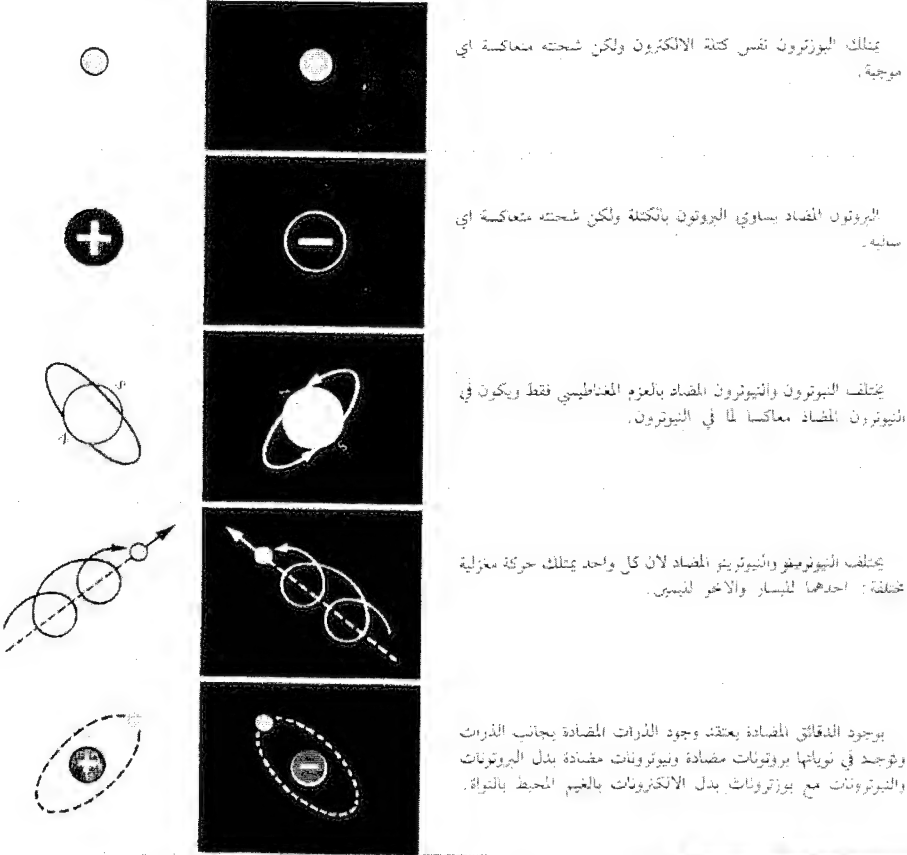 يمتلك البوزترون نفس كتلة الالكترون ولكن شحنته متعاكسة اي
موجبة.
البروتون المضاد يساوي البروتون بالكتلة ولكن شحنته متعاكسة اي
سالبه.
يختلف النيوترون والنيوترون المضاد بالعزم المغناطيسي فقط ويكون في
النيوترون المضاد معاكسا لما في النيوترون.
يختلف النيوترينو والنيوترينو المضاد لان كل واحد يمتلك حركة مغزلية
مختلفة: احدهما لليسار والاخر لليمين.
بوجود الدقائق المضادة يعتقد وجود الذرات المضادة بجانب الذرات
وتوجد في نوياتها بروتونات مضادة ونيوترونات مضادة بدل البروتونات
والنيوترونات مع بوزترونات بدل الالكترونات بالغيم المحيط بالنواة.